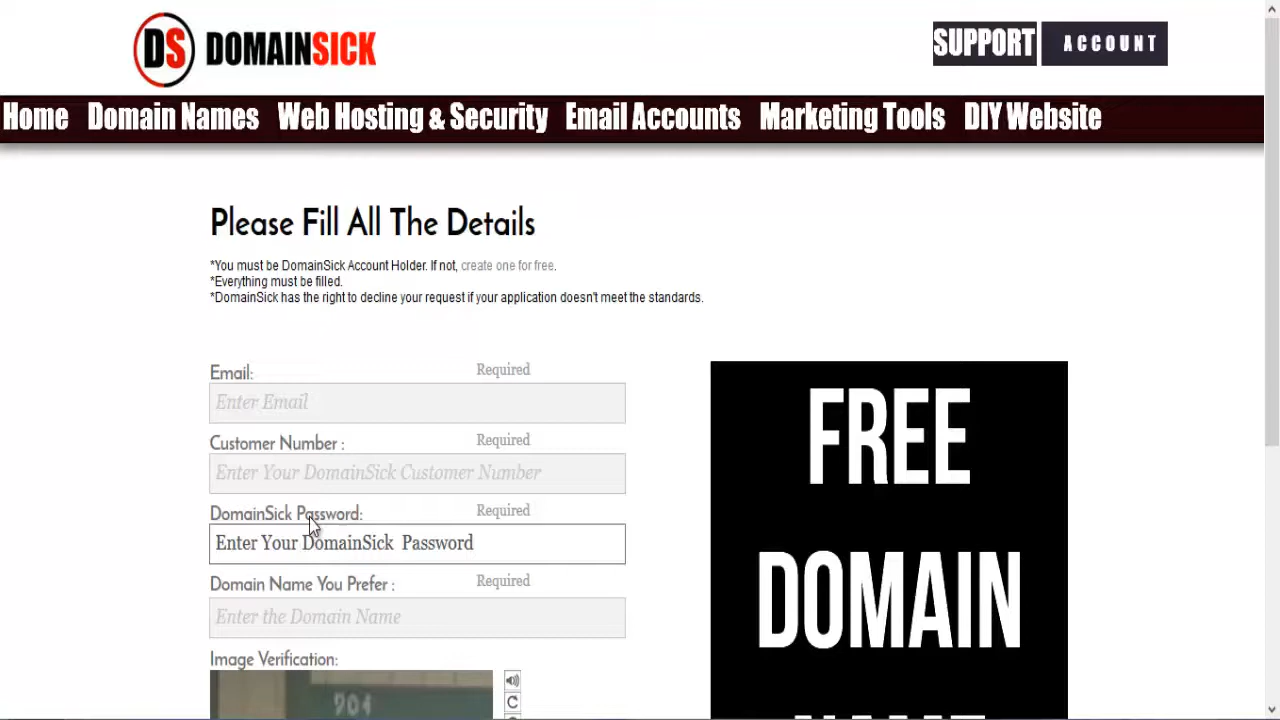 DS DOMAINSICK
SUPPORT ACCOUNT
Home Domain Names Web Hosting & Security Email Accounts Marketing Tools DIY Website
Please Fill All The Details
*You must be DomainSick Account Holder. If not, create one for free.
*Everything must be filled.
*DomainSick has the right to decline your request if your application doesn't meet the standards.
Email: Required
Enter Email
Customer Number : Required
Enter Your DomainSick Customer Number
DomainSick Password: Required
Enter Your DomainSick Password
Domain Name You Prefer : Required
Enter the Domain Name
Image Verification:
904
FREE
DOMAIN
NAME